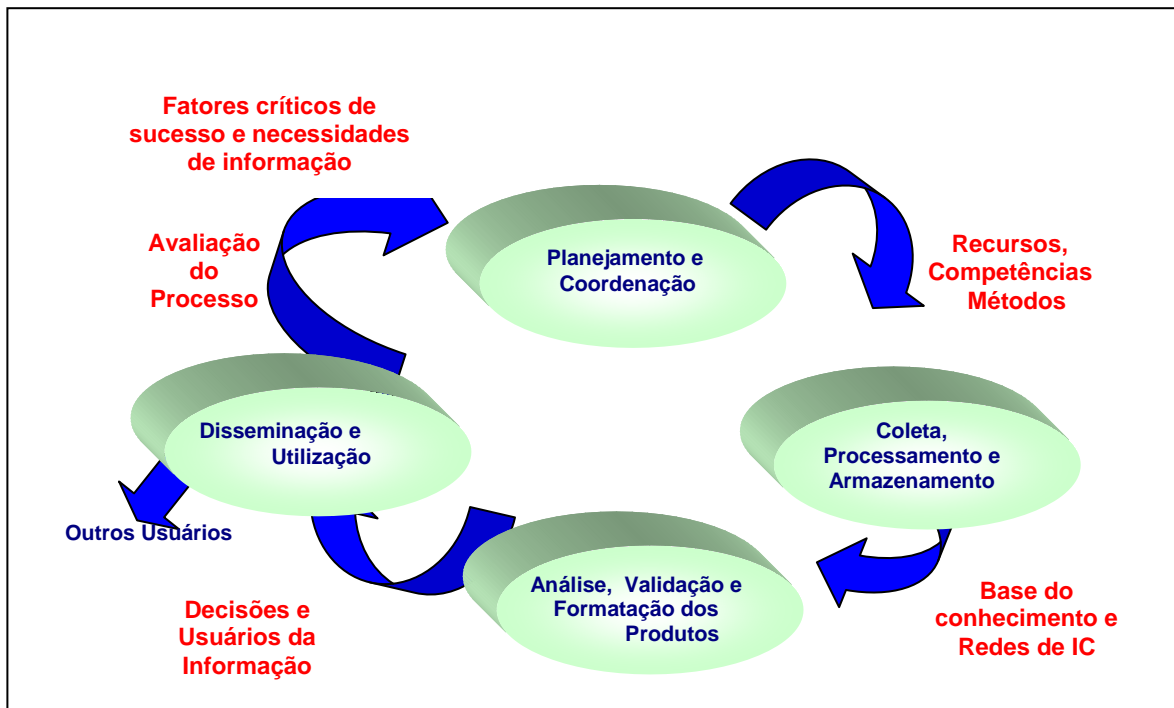 Fatores críticos de
sucesso e necessidades
de informação
Planejamento e
Coordenação
Avaliação
do
Processo
Recursos,
Competências
Métodos
Disseminação e
Utilização
Coleta,
Processamento e
Armazenamento
Outros Usuários
Análise, Validação e
Formatação dos
Produtos
Decisões e
Usuários da
Informação
Base do
conhecimento e
Redes de IC